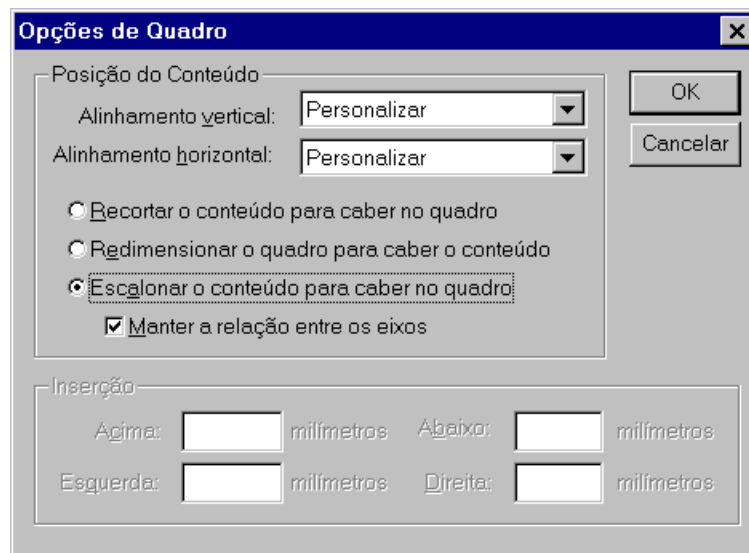 Opções de Quadro
Posição do Conteúdo
Alinhamento vertical: Personalizar
OK
Alinhamento horizontal: Personalizar
Cancelar
Recortar o conteúdo para caber no quadro
Redimensionar o quadro para caber o conteúdo
Escalonar o conteúdo para caber no quadro
Manter a relação entre os eixos
Inserção
Acima: milímetros Abaixo: milímetros
Esquerda: milímetros Direita: milímetros